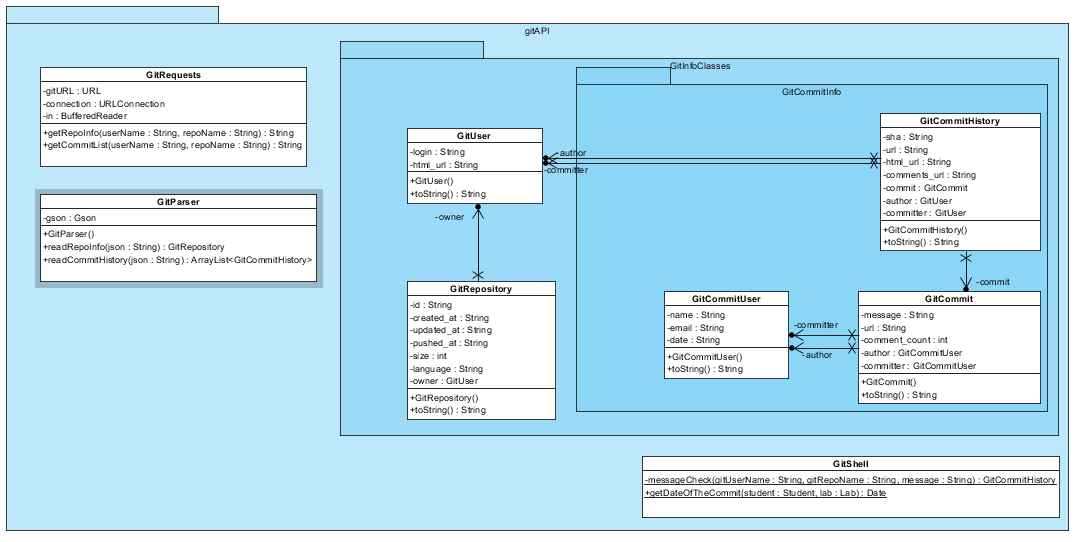 gitAPI
GitRequests
-gitURL : URL
-connection : URLConnection
-in : BufferedReader
+getRepoInfo(userName : String, repoName : String) : String
+getCommitList(userName : String, repoName : String) : String
GitParser
-gson : Gson
+GitParser()
+readRepoInfo(json : String) : GitRepository
+readCommitHistory(json : String) : ArrayList<GitCommitHistory>
GitInfoClasses
GitUser
-login : String
-html_url : String
+GitUser()
+toString() : String
-author
-committer
-owner
GitRepository
-id : String
-created_at : String
-updated_at : String
-pushed_at : String
-size : int
-language : String
-owner : GitUser
+GitRepository()
+toString() : String
GitCommitInfo
GitCommitHistory
-sha : String
-url : String
-html_url : String
-comments_url : String
-commit : GitCommit
-author : GitUser
-committer : GitUser
+GitCommitHistory()
+toString() : String
-commit
GitCommitUser
-name : String
-email : String
-date : String
+GitCommitUser()
+toString() : String
-committer
-author
GitCommit
-message : String
-url : String
-comment_count : int
-author : GitCommitUser
-committer : GitCommitUser
+GitCommit()
+toString() : String
GitShell
-messageCheck(gitUserName : String, gitRepoName : String, message : String) : GitCommitHistory
+getDateOfTheCommit(student : Student, lab : Lab) : Date